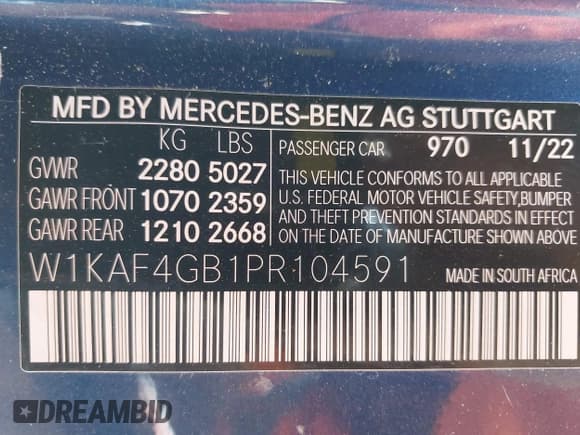 MFD BY MERCEDES-BENZ AG STUTTGART
KG LBS
GVWR 2280 5027
GAWR FRONT 1070 2359
GAWR REAR 1210 2668
PASSENGER CAR 970 11/22
THIS VEHICLE CONFORMS TO ALL APPLICABLE
U.S. FEDERAL MOTOR VEHICLE SAFETY,BUMPER
AND THEFT PREVENTION STANDARDS IN EFFECT
ON THE DATE OF MANUFACTURE SHOWN ABOVE.
W1KAF4GB1PR104591
MADE IN SOUTH AFRICA
DREAMBID